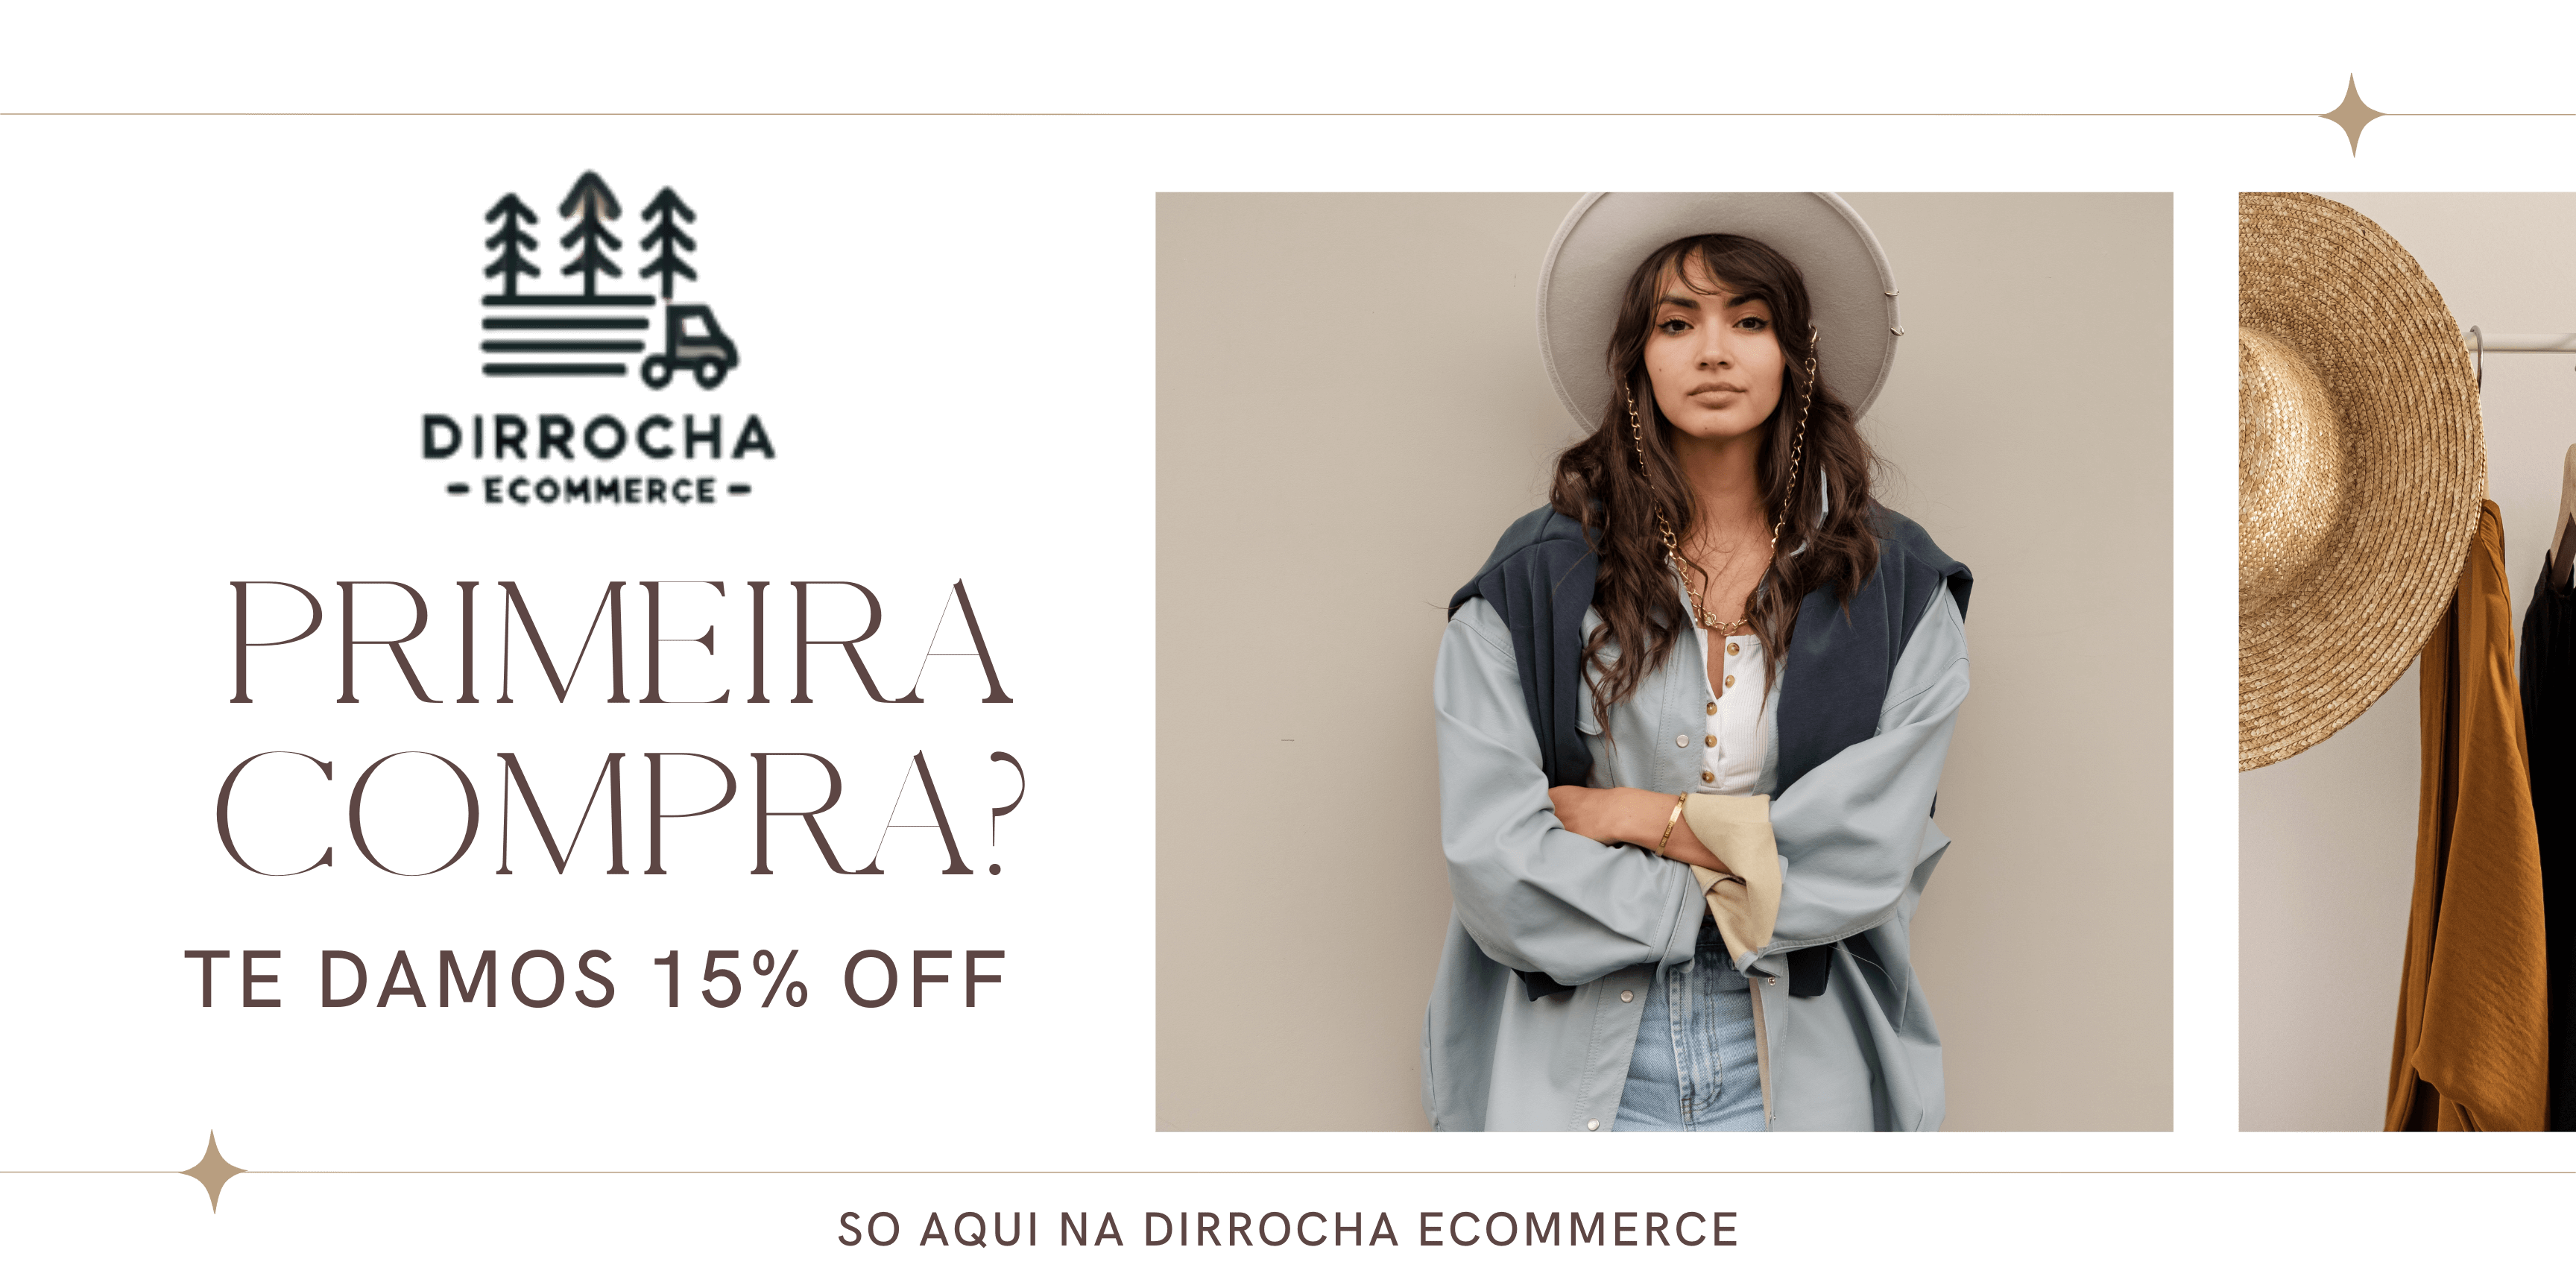 DIRROCHA
- ECOMMERCE -
PRIMEIRA
COMPRA?
TE DAMOS 15% OFF
SO AQUI NA DIRROCHA ECOMMERCE